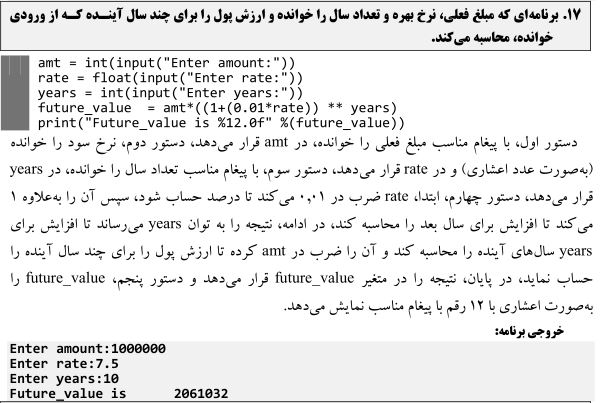 ۱۷. برنامه‌ای که مبلغ فعلی، نرخ بهره و تعداد سال را خوانده و ارزش پول را برای چند سال آینــده کــه از ورودی
خوانده، محاسبه می‌کند.
amt = int(input("Enter amount:"))
rate = float(input("Enter rate:"))
years = int(input("Enter years:"))
future_value  = amt*((1+(0.01*rate)) ** years)
print("Future_value is %12.0f" %(future_value))
دستور اول، با پیغام مناسب مبلغ فعلی را خوانده، در amt قرار می‌دهد، دستور دوم، نرخ سود را خوانده
(به‌صورت عدد اعشاری) و در rate قرار می‌دهد، دستور سوم، با پیغام مناسب تعداد سال را خوانده، در years
قرار می‌دهد، دستور چهارم، ابتدا، rate ضرب در ۰,۰۱ می‌کند تا درصد حساب شود، سپس آن را به‌علاوه ۱
می‌کند تا افزایش برای سال بعد را محاسبه کند، در ادامه، نتیجه را به توان years می‌رساند تا افزایش برای
years سال‌های آینده را محاسبه کند و آن را ضرب در amt کرده تا ارزش پول را برای چند سال آینده را
حساب نماید، در پایان، نتیجه را در متغیر future_value قرار می‌دهد و دستور پنجم، future_value را
به‌صورت اعشاری با ۱۲ رقم با پیغام مناسب نمایش می‌دهد.
خروجی برنامه:
Enter amount:1000000
Enter rate:7.5
Enter years:10
Future_value is      2061032